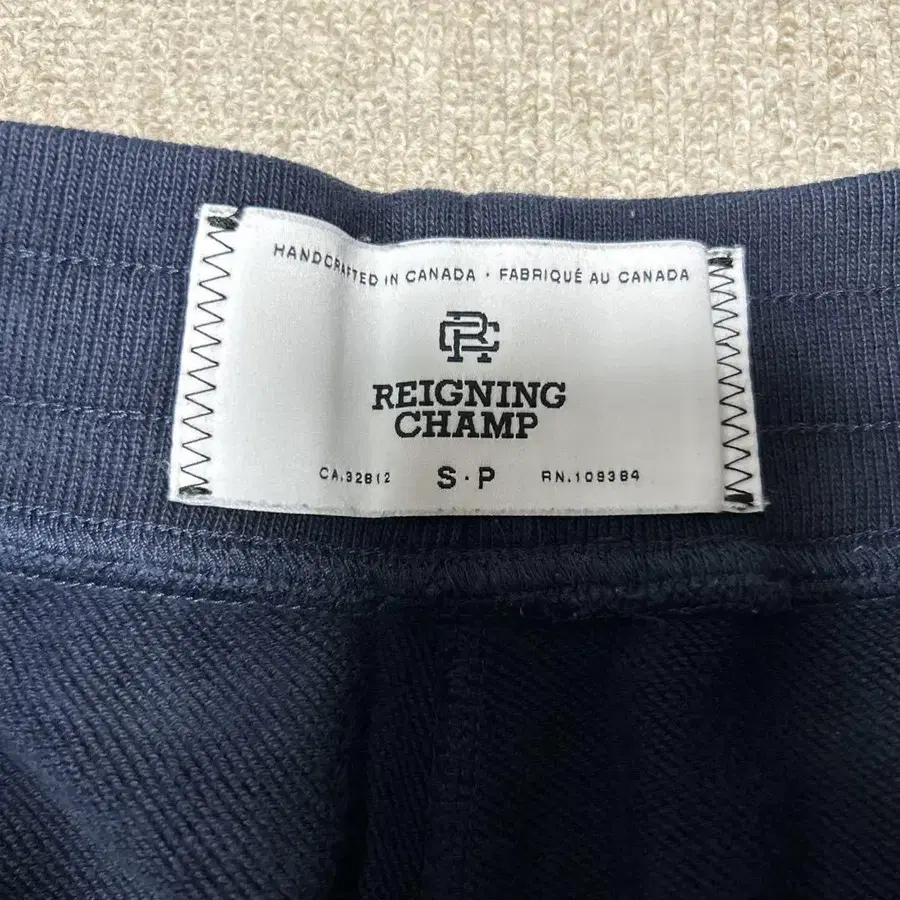 HANDCRAFTED IN CANADA · FABRIQUÉ AU CANADA
RC
REIGNING
CHAMP
CA.32812 S·P RN.109384